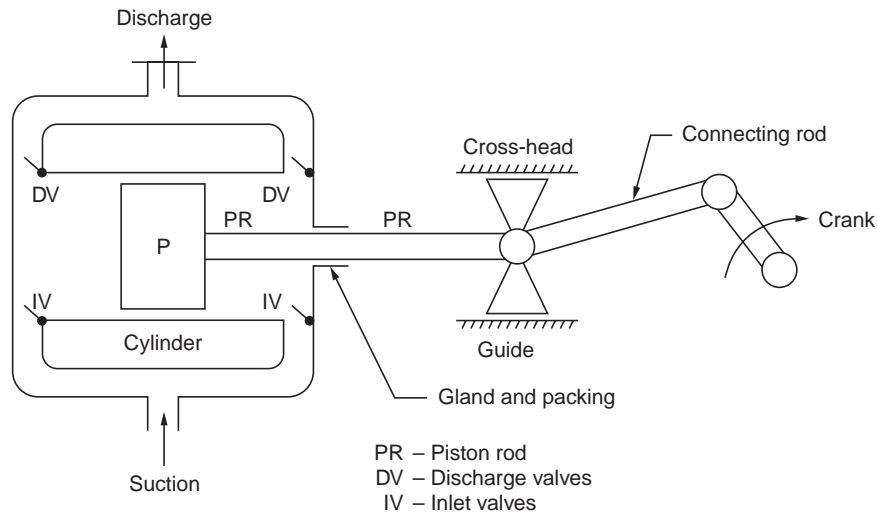 Discharge
Connecting rod
Cross-head
DV
DV
PR
PR
Crank
P
IV
IV
Cylinder
Guide
Gland and packing
PR – Piston rod
DV – Discharge valves
IV – Inlet valves
Suction